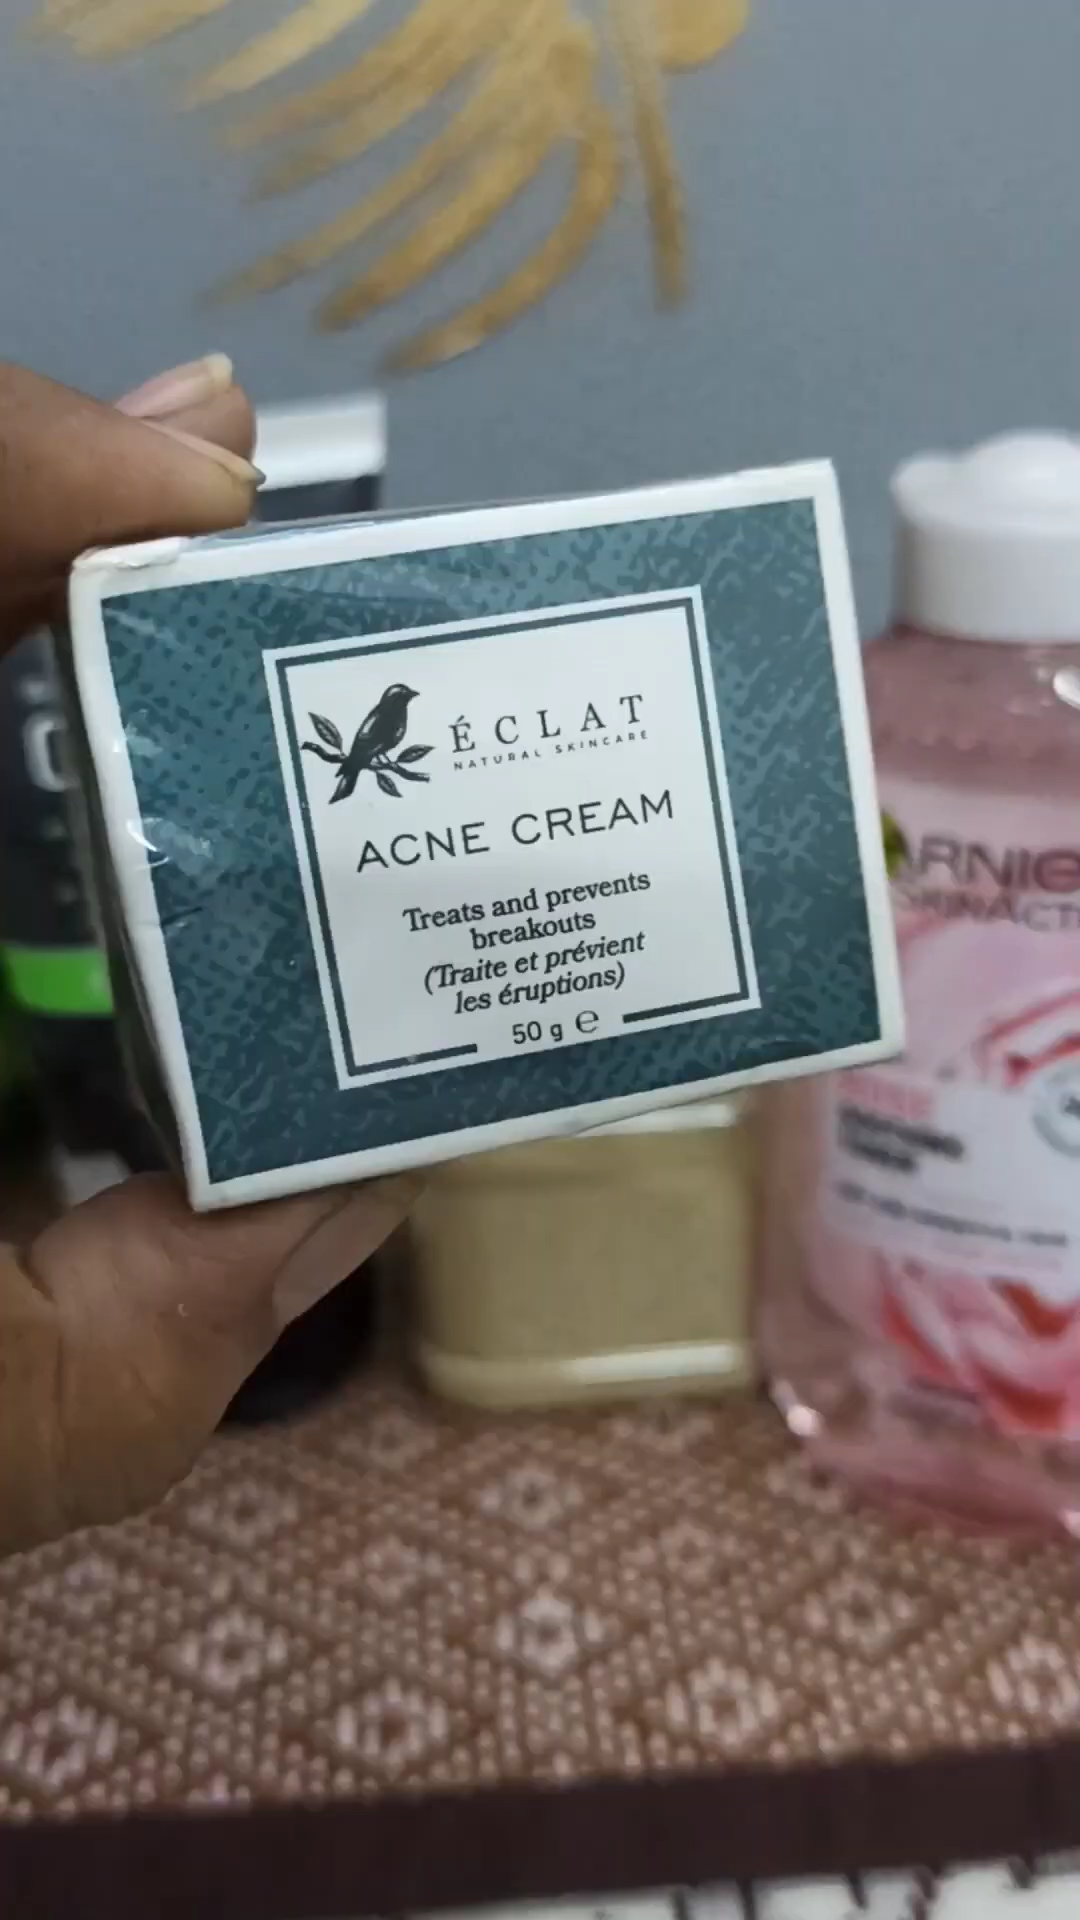 ÉCLAT
NATURAL SKINCARE
ACNE CREAM
Treats and prevents
breakouts
(Traite et prévient
les éruptions)
50 g ℮